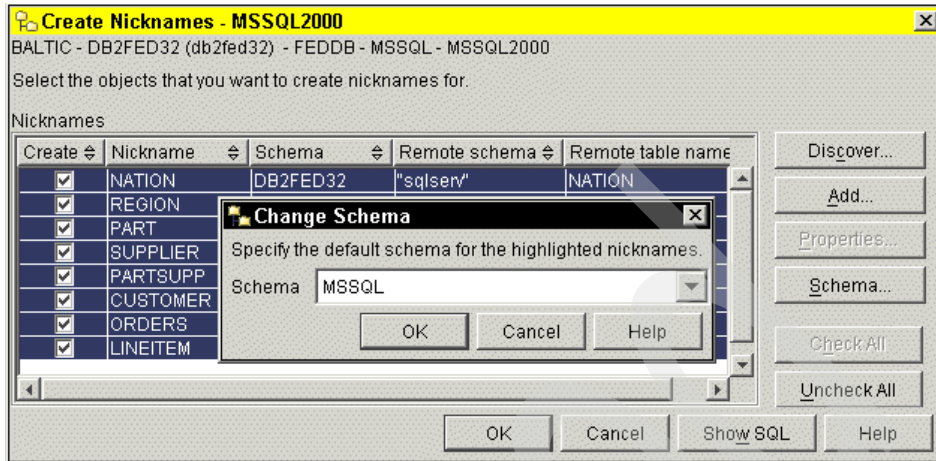 Create Nicknames - MSSQL2000
BALTIC - DB2FED32 (db2fed32) - FEDDB - MSSQL - MSSQL2000
Select the objects that you want to create nicknames for.
Nicknames
Create Nickname Schema Remote schema Remote table name
NATION DB2FED32 "sqlserv" NATION
REGION
PART
SUPPLIER
PARTSUPP
CUSTOMER
ORDERS
LINEITEM
Change Schema
Specify the default schema for the highlighted nicknames.
Schema MSSQL
OK Cancel Help
Discover...
Add...
Properties...
Schema...
Check All
Uncheck All
OK Cancel Show SQL Help